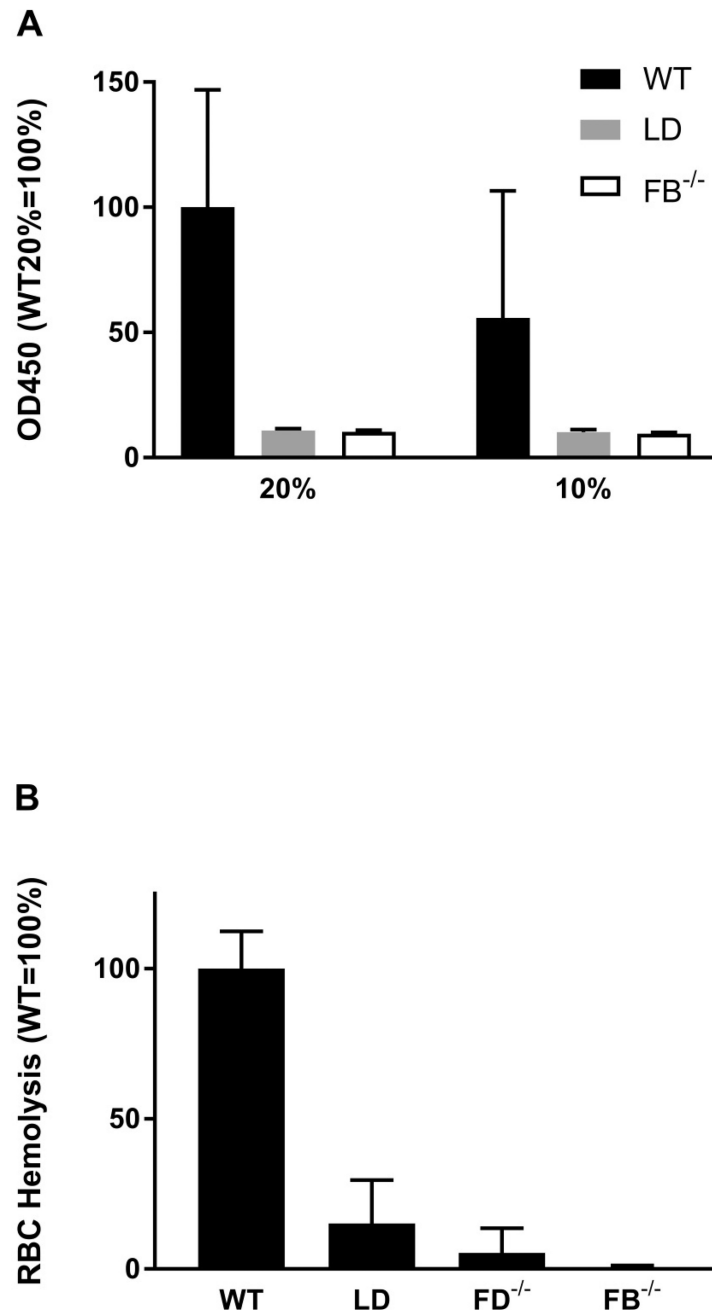 A
OD450 (WT20%=100%)
150
100
50
0
WT
LD
FB-/-
20% 10%
B
RBC Hemolysis (WT=100%)
100
50
0
WT LD FD-/- FB-/-